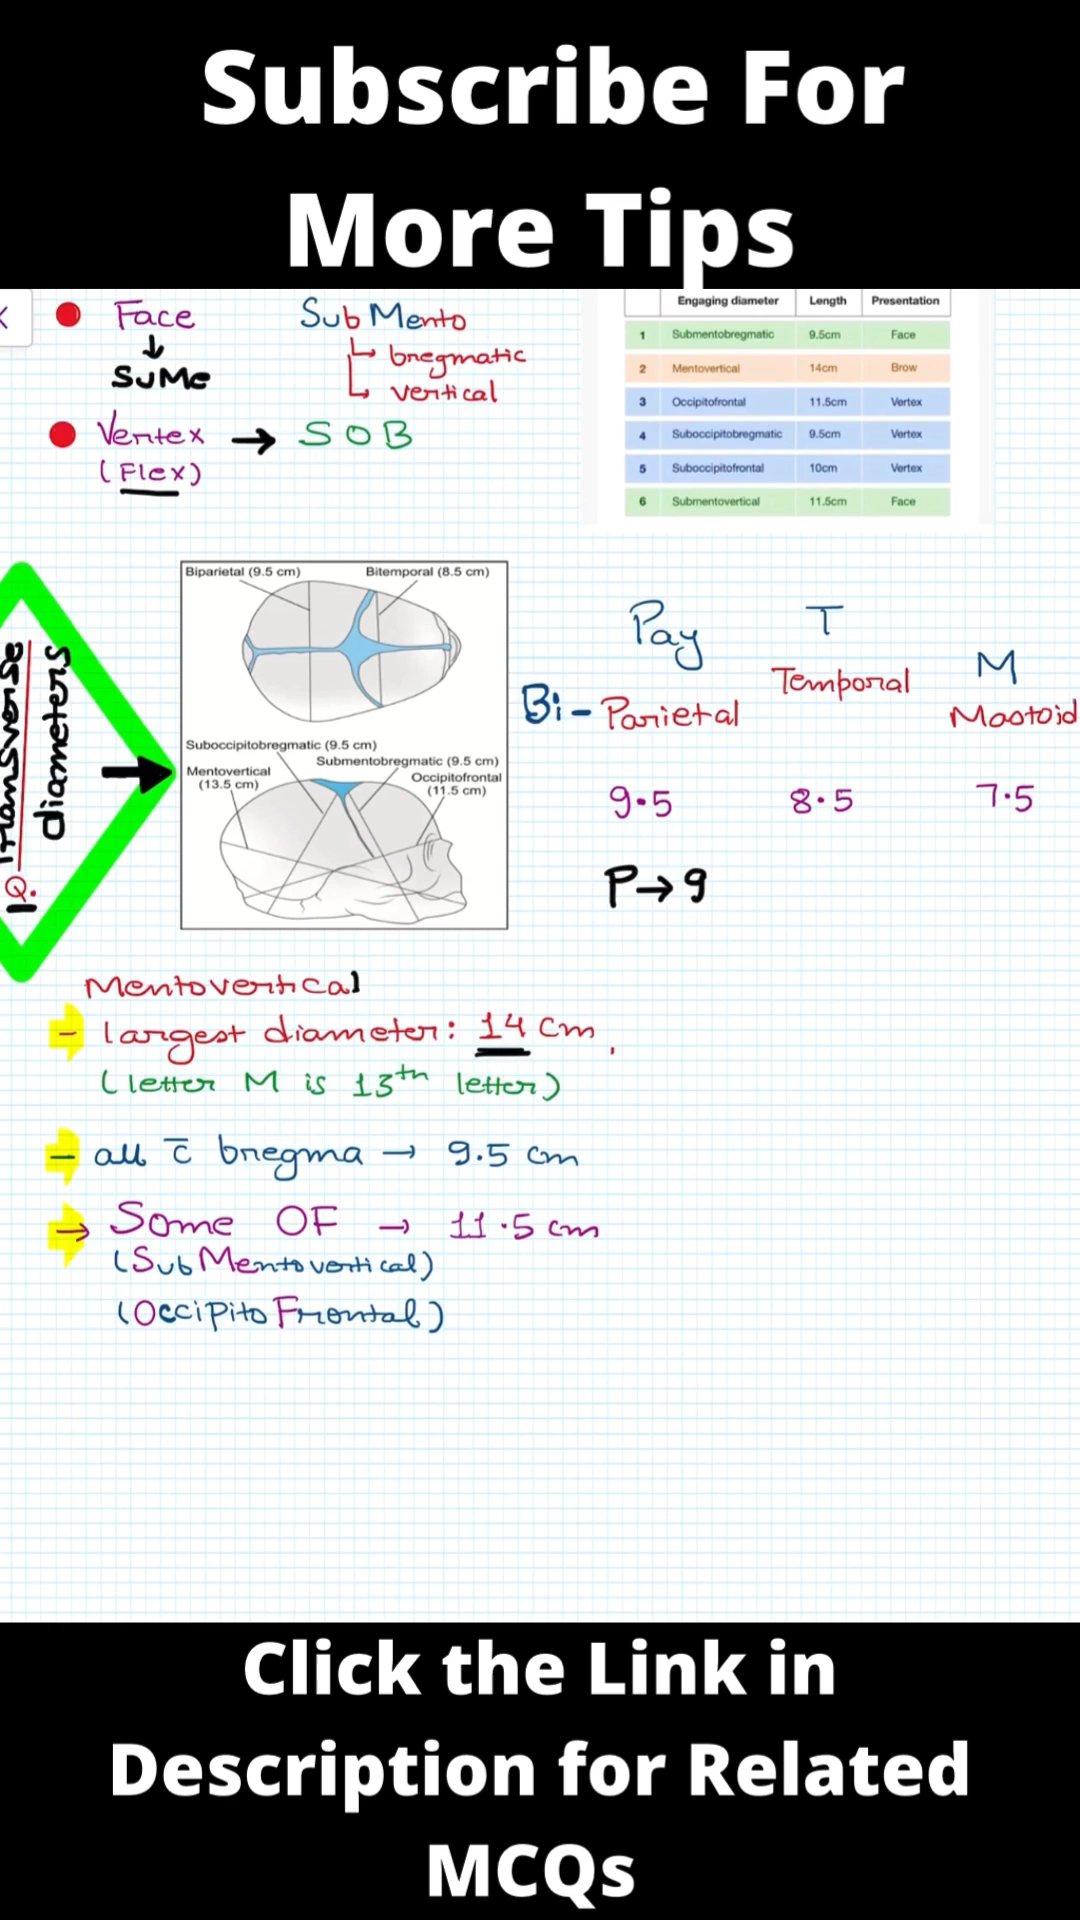 Subscribe For
More Tips
Face
SuMe
Sub Mento
bregmatic
vertical
Vertex → SOB
(Flex)
Engaging diameter Length Presentation
1 Submentobregmatic 9.5cm Face
2 Mentovertical 14cm Brow
3 Occipitofrontal 11.5cm Vertex
4 Suboccipitobregmatic 9.5cm Vertex
5 Suboccipitofrontal 10cm Vertex
6 Submentovertical 11.5cm Face
Q. Transverse
diameters
Biparietal (9.5 cm) Bitemporal (8.5 cm)
Suboccipitobregmatic (9.5 cm)
Submentobregmatic (9.5 cm)
Mentovertical
(13.5 cm)
Occipitofrontal
(11.5 cm)
Pay T M
Bi - Parietal Temporal Mastoid
9.5 8.5 7.5
P→9
Mentovertical
- largest diameter: 14 cm,
(letter M is 13th letter)
- all c̅ bregma → 9.5 cm
→ Some OF → 11.5 cm
(SubMentovertical)
(OccipitoFrontal)
Click the Link in
Description for Related
MCQs